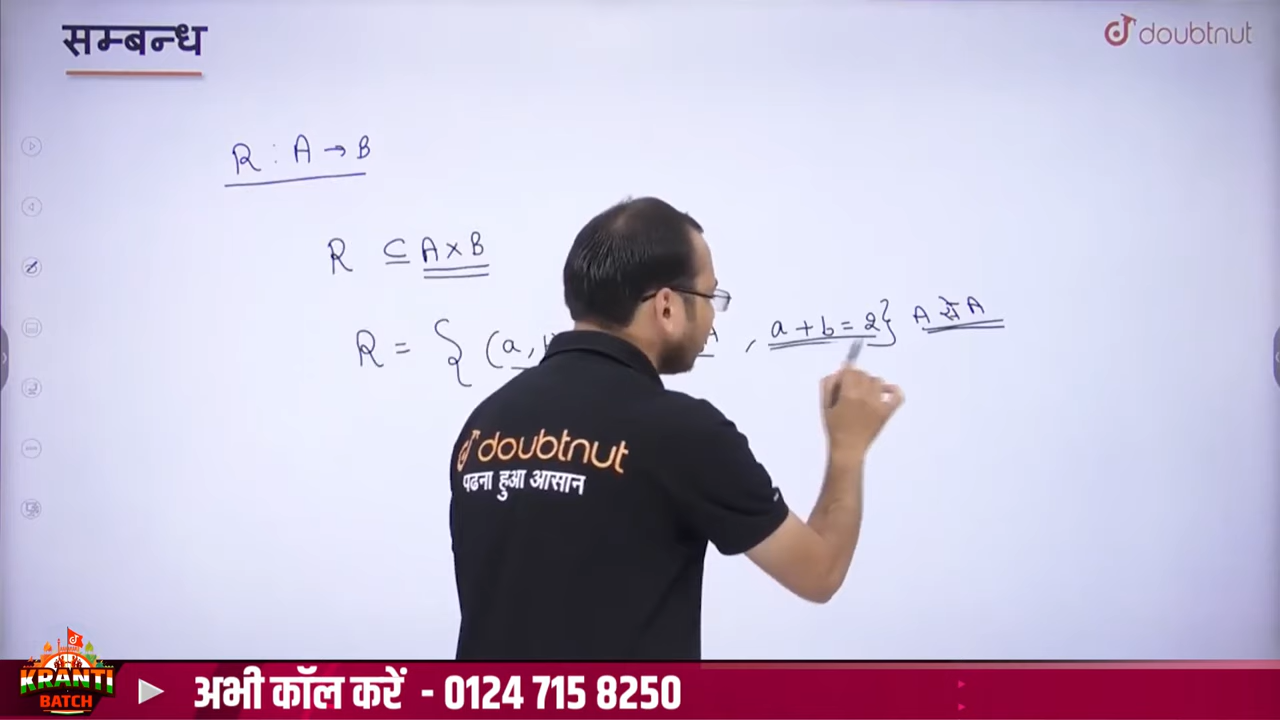 सम्बन्ध
doubtnut
R : A → B
R ⊆ A × B
R = { (a, A , a + b = 2} A से A
doubtnut
पढना हुआ आसान
KRANTI
BATCH
अभी कॉल करें - 0124 715 8250